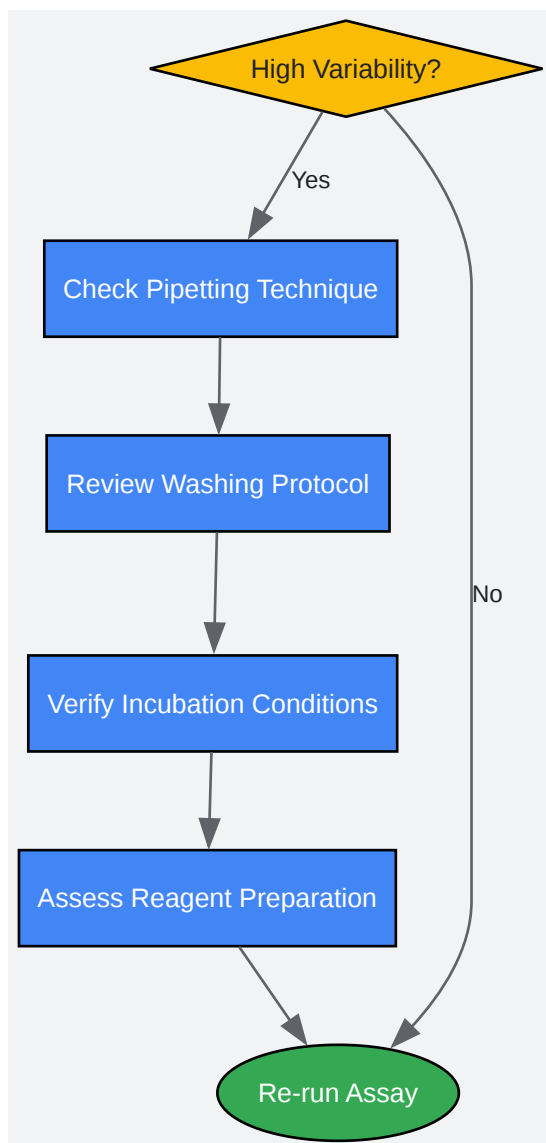 High Variability?
Yes
Check Pipetting Technique
Review Washing Protocol
No
Verify Incubation Conditions
Assess Reagent Preparation
Re-run Assay